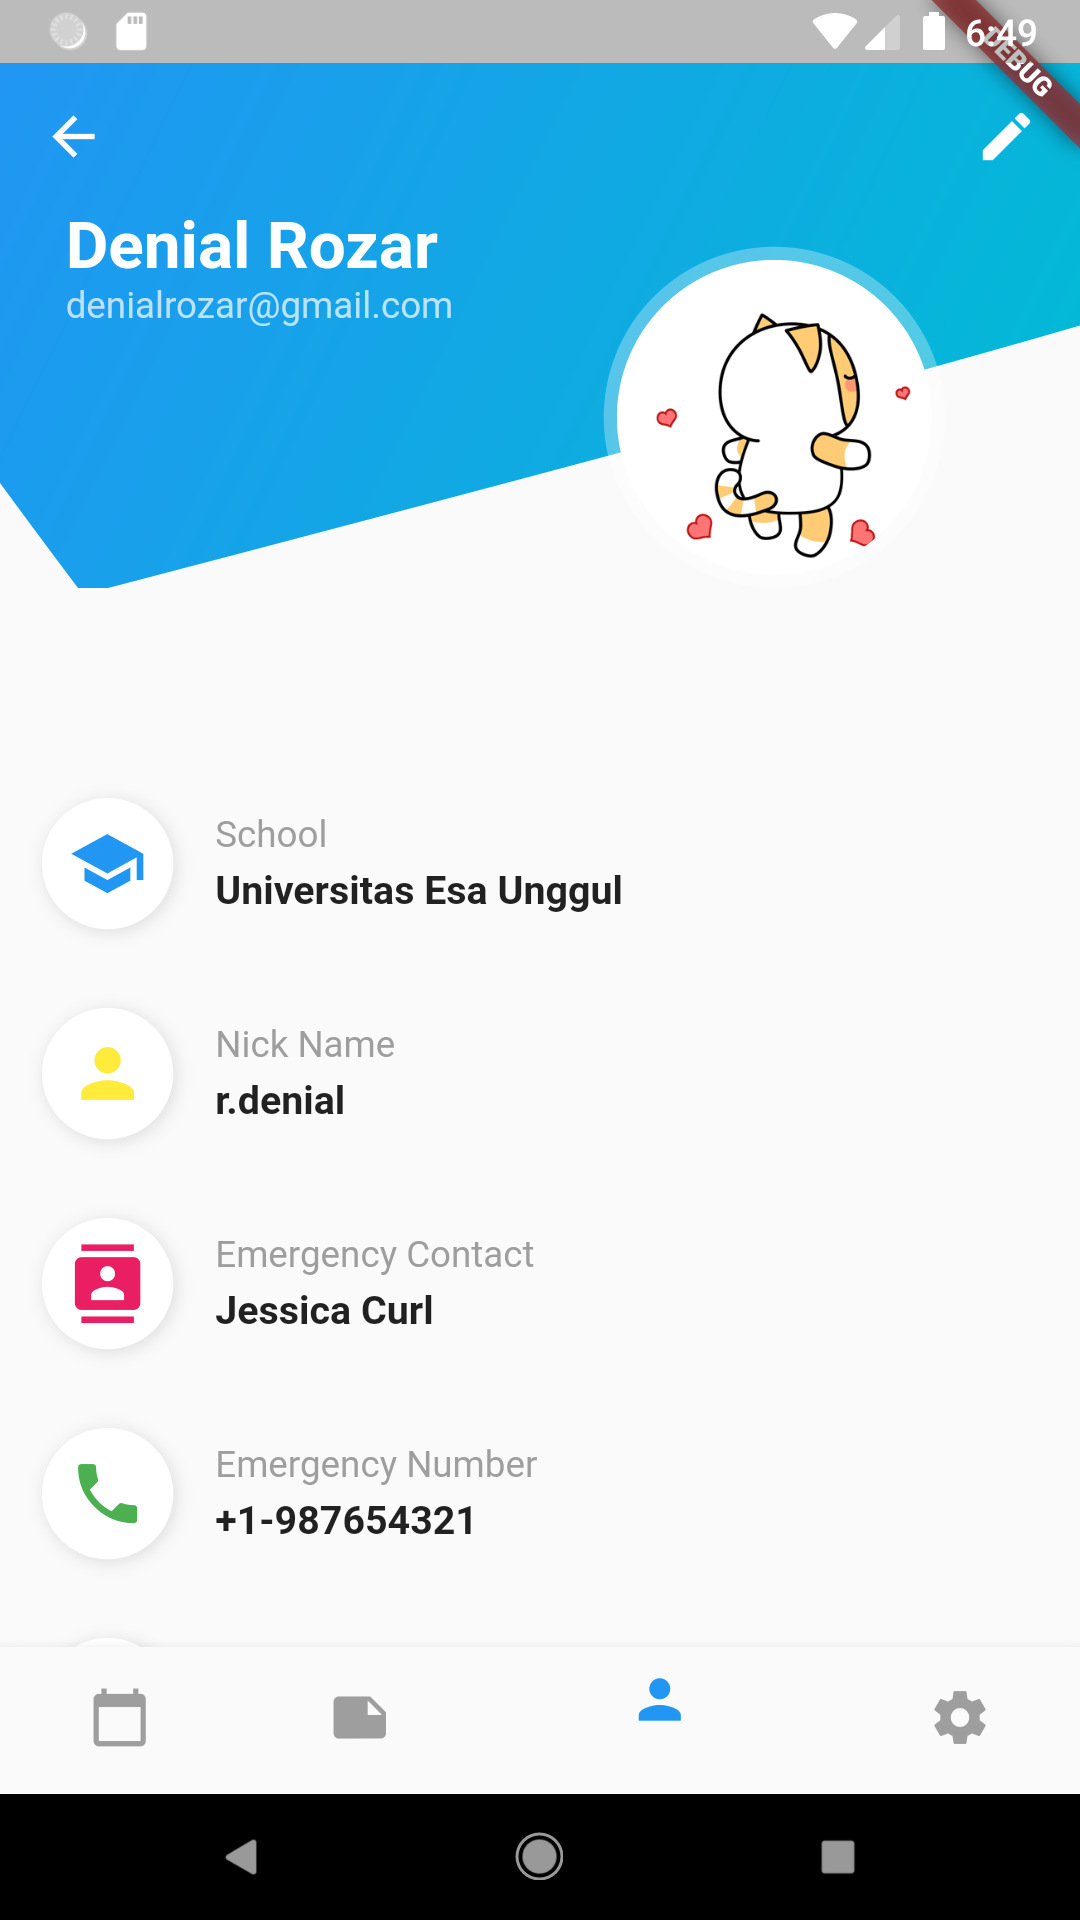 6:49
DEBUG
Denial Rozar
denialrozar@gmail.com
School
Universitas Esa Unggul
Nick Name
r.denial
Emergency Contact
Jessica Curl
Emergency Number
+1-987654321